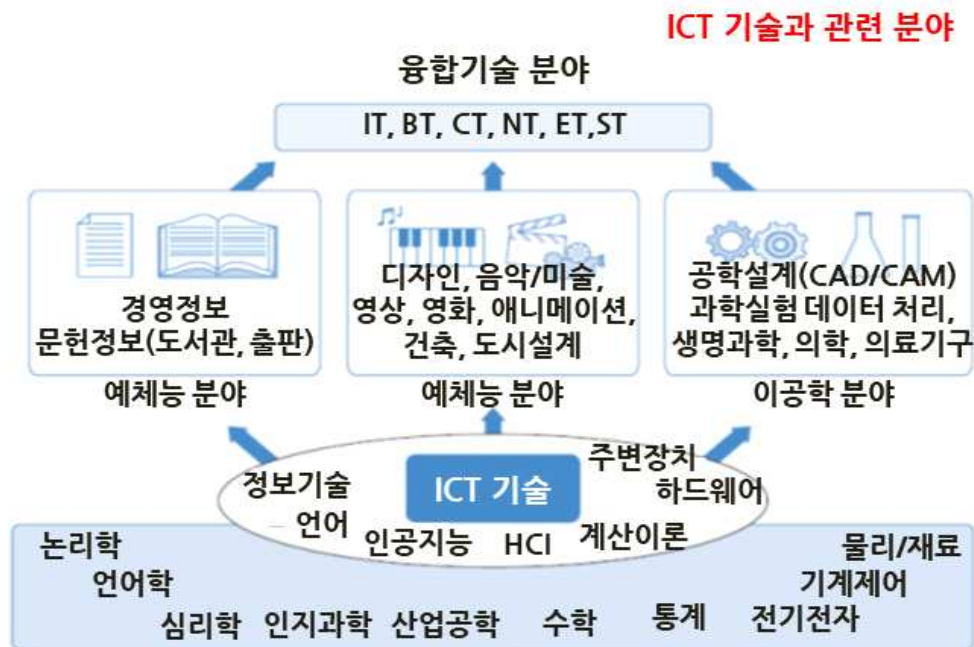 ICT 기술과 관련 분야
융합기술 분야
IT, BT, CT, NT, ET,ST
경영정보
문헌정보(도서관, 출판)
예체능 분야
디자인, 음악/미술,
영상, 영화, 애니메이션,
건축, 도시설계
예체능 분야
공학설계(CAD/CAM)
과학실험 데이터 처리,
생명과학, 의학, 의료기구
이공학 분야
ICT 기술
정보기술
언어
인공지능
HCI
계산이론
주변장치
하드웨어
논리학
언어학
심리학
인지과학
산업공학
수학
통계
전기전자
기계제어
물리/재료